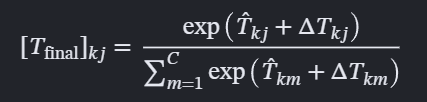 [T_final]_kj = exp(T̂_kj + ΔT_kj) / ∑_{m=1}^{C} exp(T̂_km + ΔT_km)